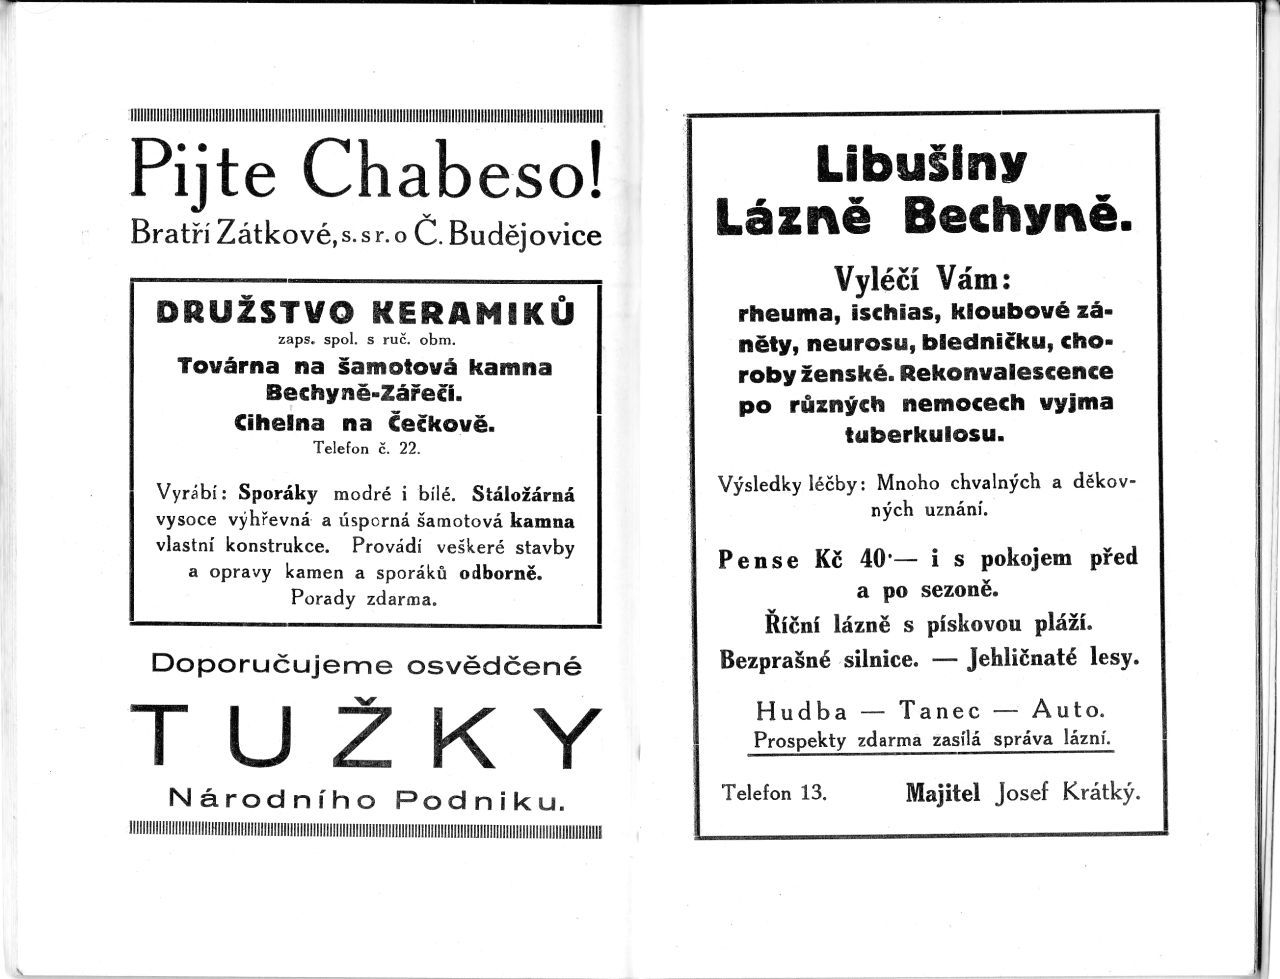 Pijte Chabeso!
Bratří Zátkové, s. s r. o Č. Budějovice
DRUŽSTVO KERAMIKŮ
zaps. spol. s ruč. obm.
Továrna na šamotová kamna
Bechyně-Zářečí.
Cihelna na Čečkově.
Telefon č. 22.
Vyrábí: Sporáky modré i bílé. Stáložárná
vysoce výhřevná a úsporná šamotová kamna
vlastní konstrukce. Provádí veškeré stavby
a opravy kamen a sporáků odborně.
Porady zdarma.
Doporučujeme osvědčené
TUŽKY
Národního Podniku.
Libušiny
Lázně Bechyně.
Vyléčí Vám:
rheuma, ischias, kloubové zá-
něty, neurosu, bledničku, cho-
roby ženské. Rekonvalescence
po různých nemocech vyjma
tuberkulosu.
Výsledky léčby: Mnoho chvalných a děkov-
ných uznání.
Pense Kč 40·— i s pokojem před
a po sezoně.
Říční lázně s pískovou pláží.
Bezprašné silnice. — Jehličnaté lesy.
Hudba — Tanec — Auto.
Prospekty zdarma zasílá správa lázní.
Telefon 13. Majitel Josef Krátký.